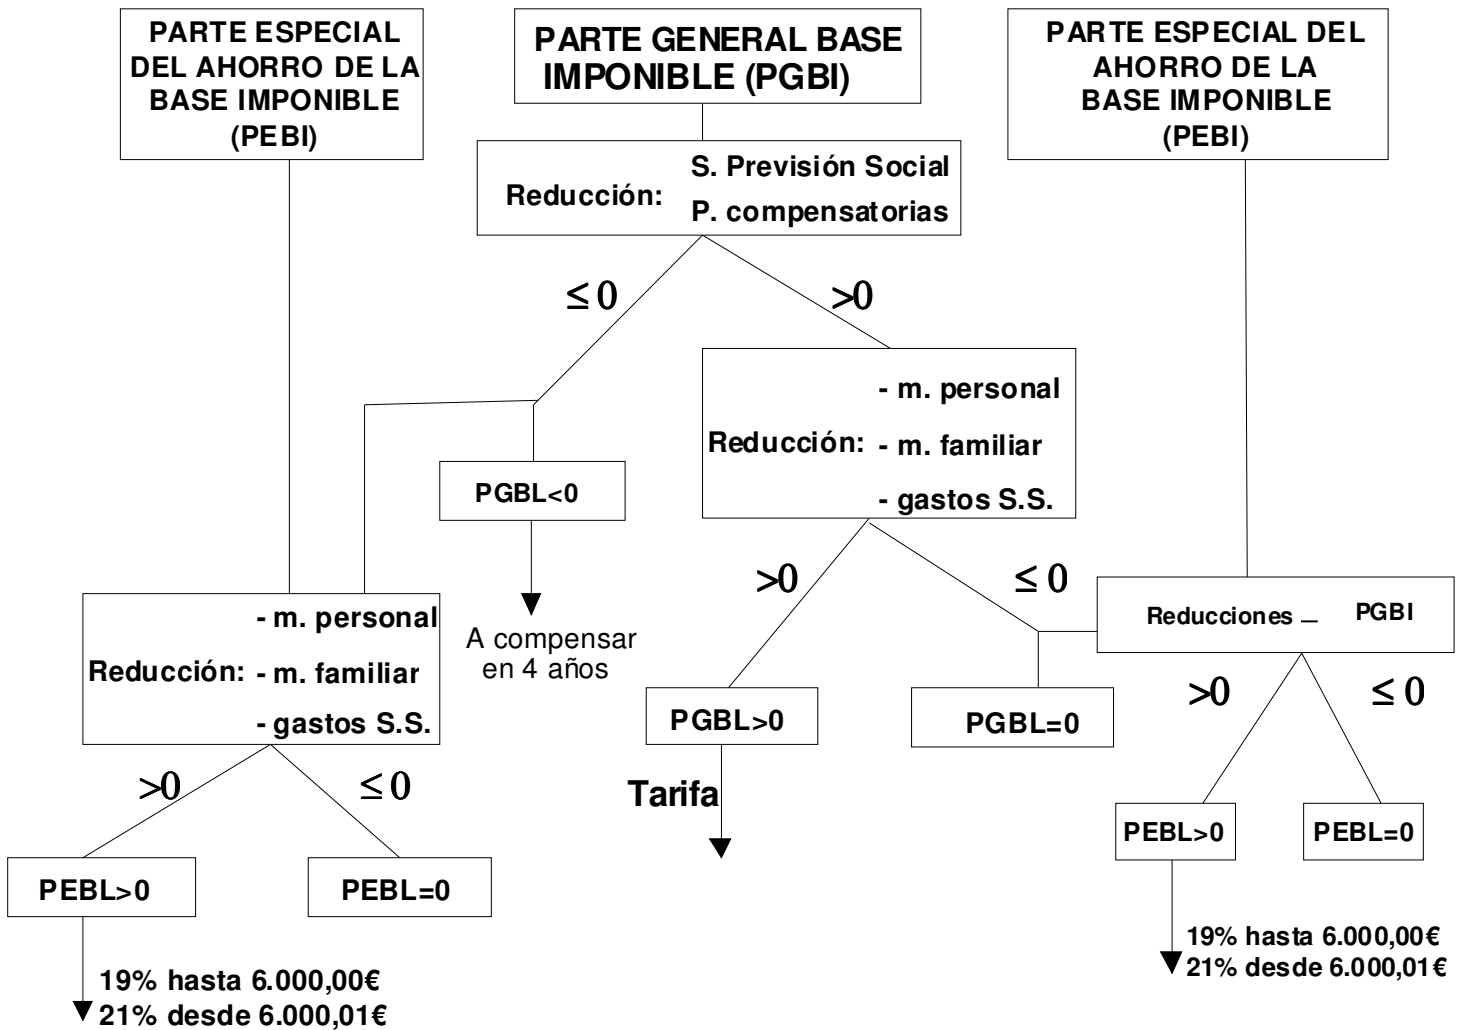 PARTE ESPECIAL
DEL AHORRO DE LA
BASE IMPONIBLE
(PEBI)
PARTE GENERAL BASE
IMPONIBLE (PGBI)
PARTE ESPECIAL DEL
AHORRO DE LA
BASE IMPONIBLE
(PEBI)
S. Previsión Social
Reducción:
P. compensatorias
≤ 0
>0
- m. personal
Reducción: - m. familiar
- gastos S.S.
PGBL<0
A compensar
en 4 años
>0
≤ 0
Reducciones – PGBI
- m. personal
Reducción: - m. familiar
- gastos S.S.
PGBL>0
PGBL=0
Tarifa
>0
≤ 0
>0
≤ 0
PEBL>0
PEBL=0
PEBL>0
PEBL=0
19% hasta 6.000,00€
21% desde 6.000,01€
19% hasta 6.000,00€
21% desde 6.000,01€